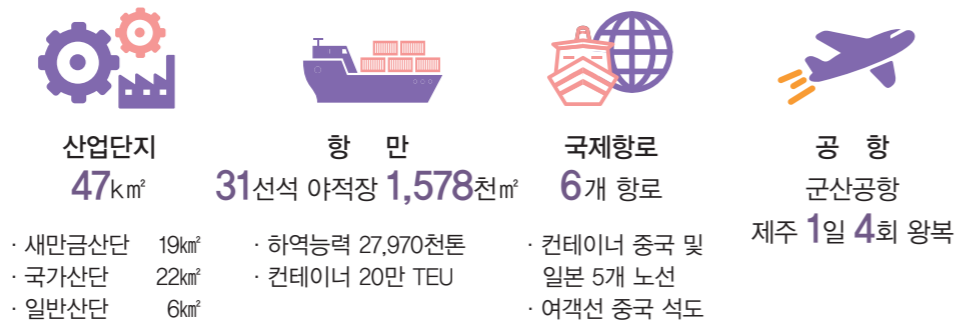 산업단지
47k㎡
· 새만금산단 19㎢
· 국가산단 22㎢
· 일반산단 6㎢
항 만
31선석 야적장 1,578천㎡
· 하역능력 27,970천톤
· 컨테이너 20만 TEU
국제항로
6개 항로
· 컨테이너 중국 및
일본 5개 노선
· 여객선 중국 석도
공 항
군산공항
제주 1일 4회 왕복